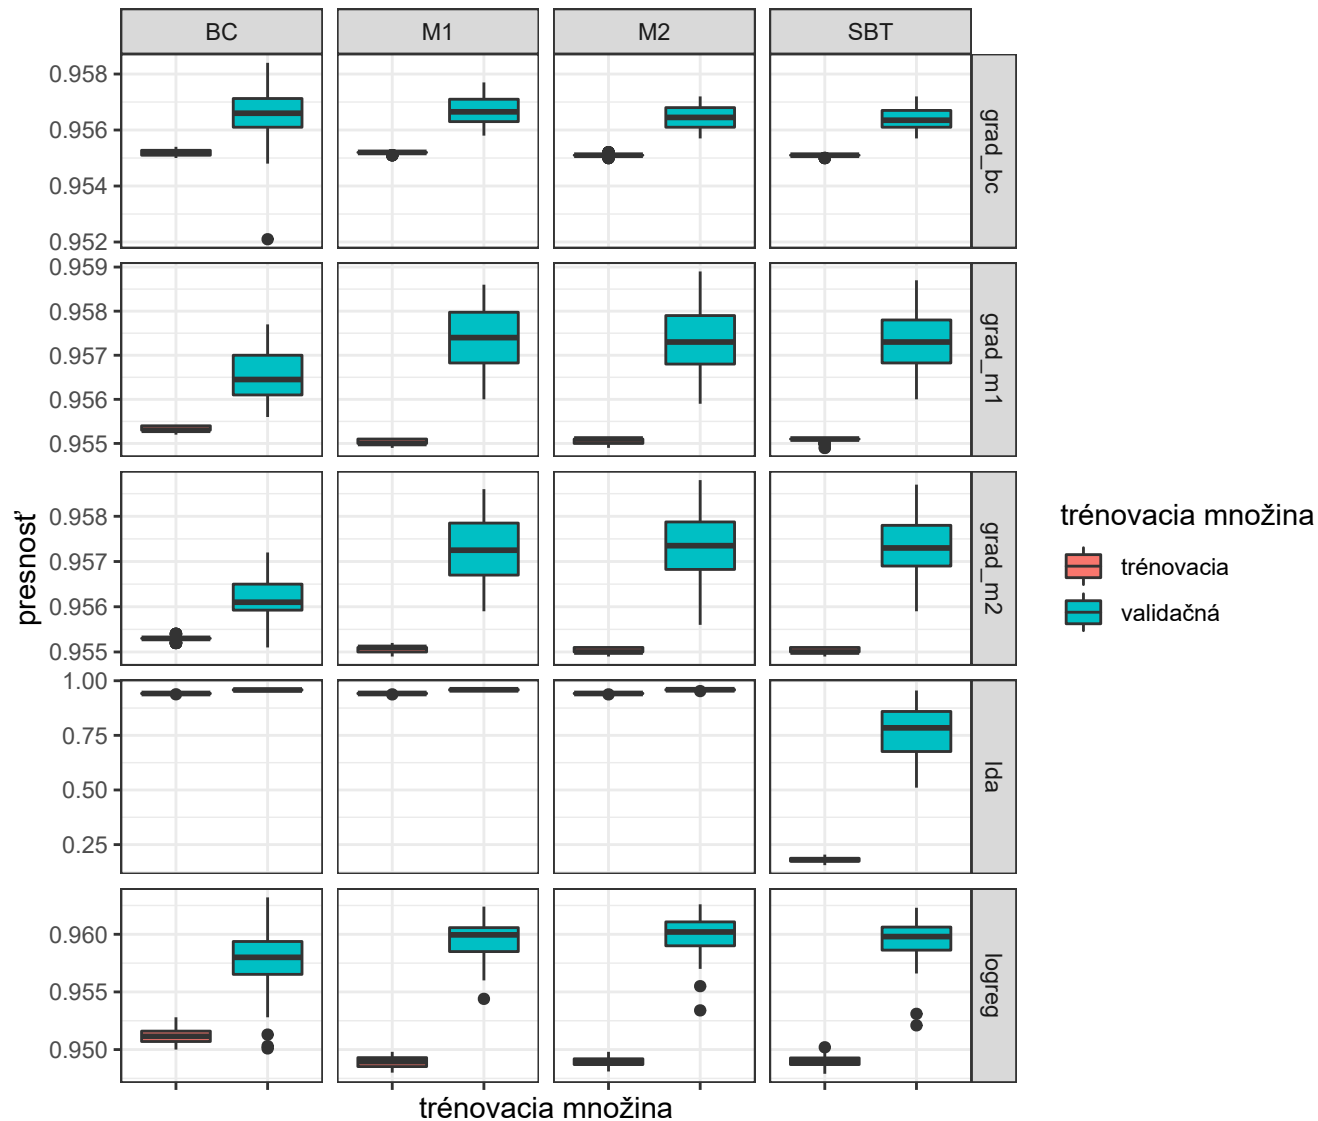 BC
M1
M2
SBT
0.958
0.956
0.954
0.952
grad_bc
0.959
0.958
0.957
0.956
0.955
grad_m1
0.958
0.957
0.956
0.955
grad_m2
1.00
0.75
0.50
0.25
lda
0.960
0.955
0.950
logreg
presnosť
trénovacia množina
trénovacia množina
trénovacia
validačná